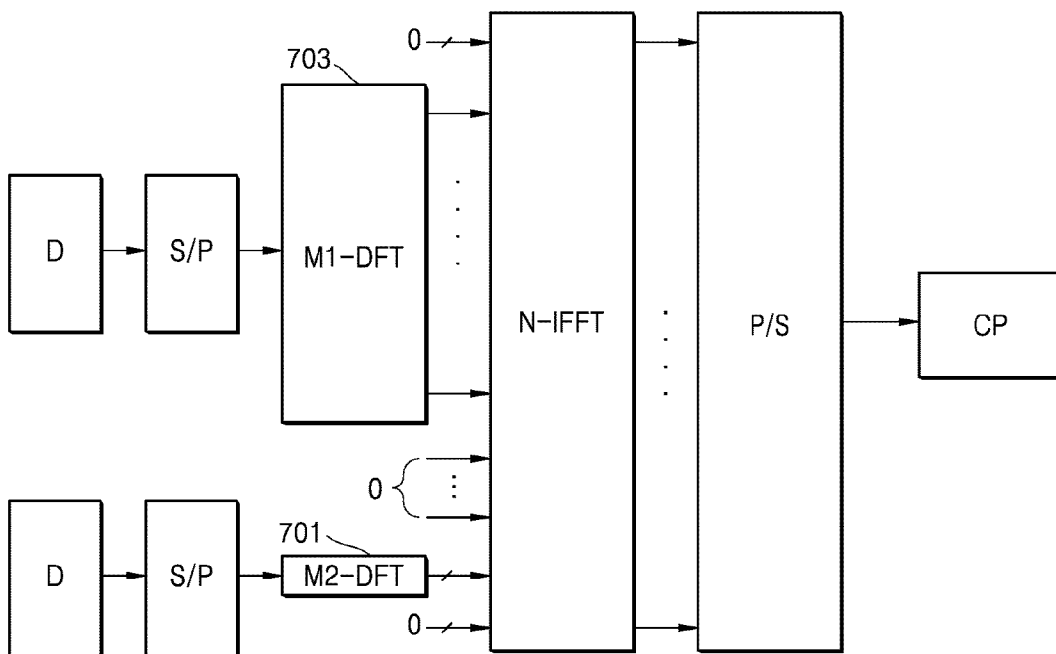 0
703
D
S/P
M1-DFT
N-IFFT
P/S
CP
0
701
D
S/P
M2-DFT
0